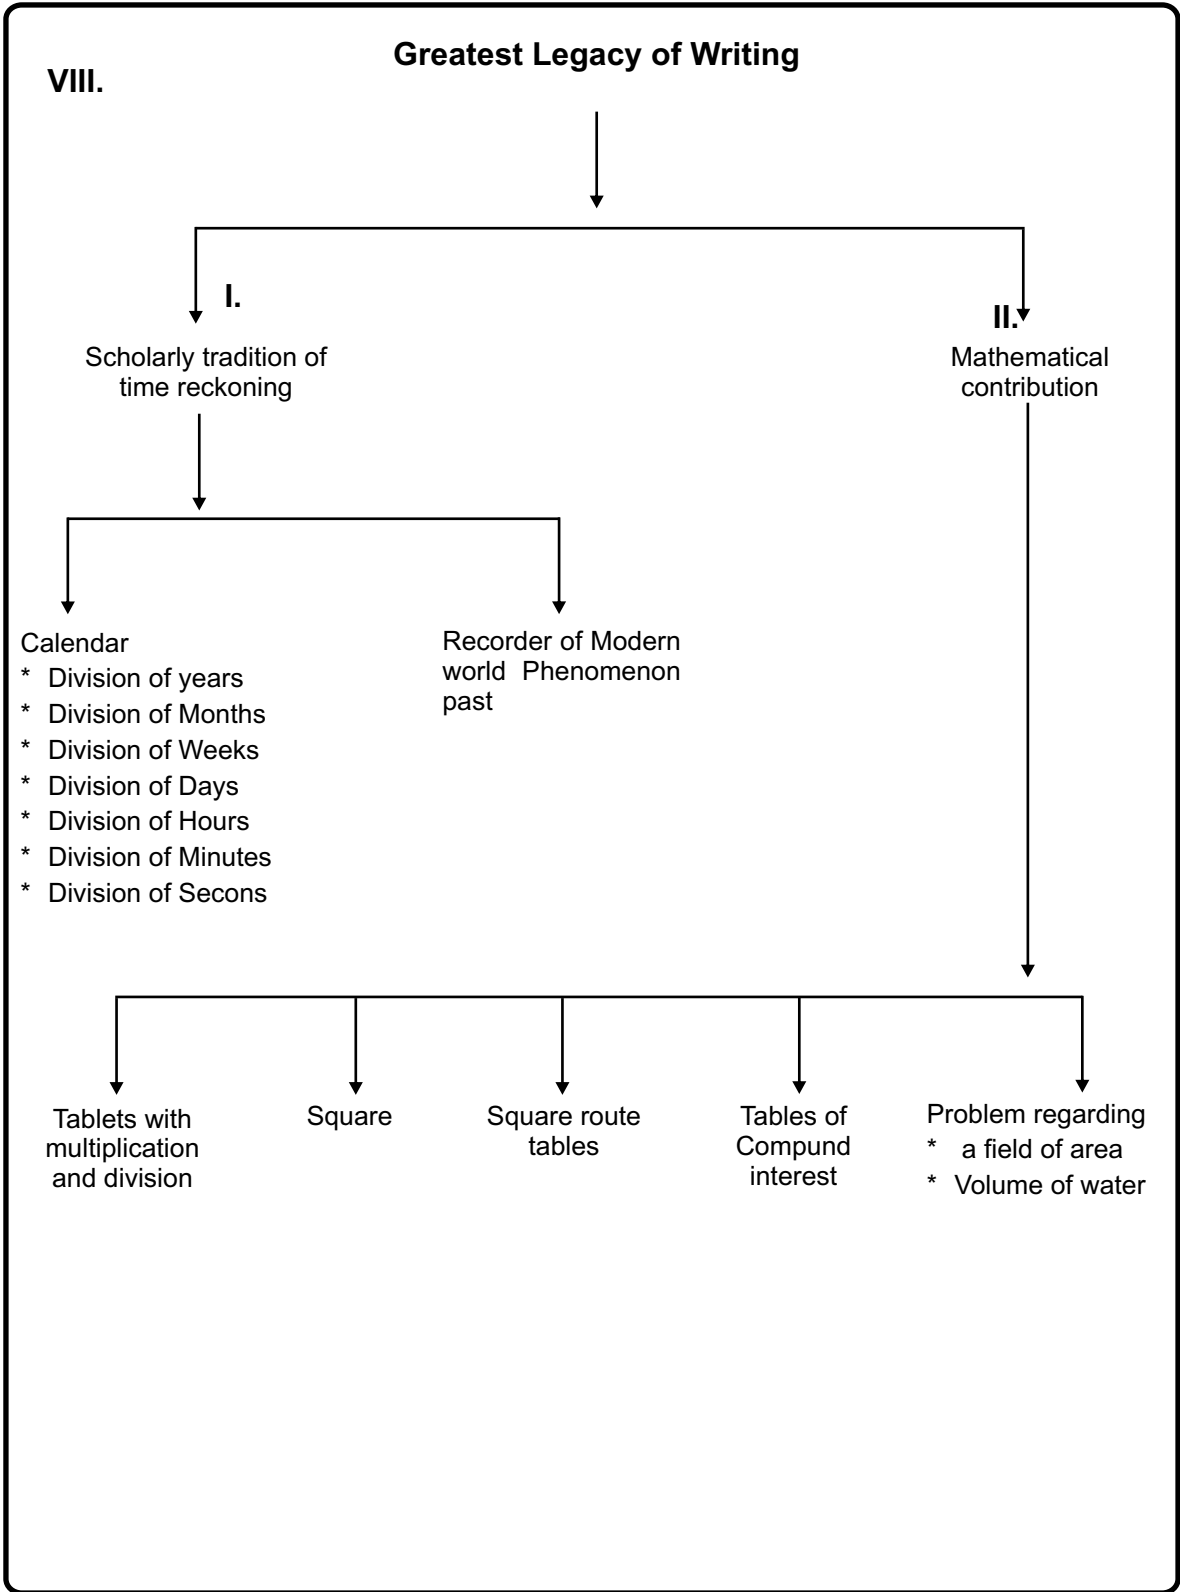 Greatest Legacy of Writing
VIII.
I.
II.
Scholarly tradition of
time reckoning
Mathematical
contribution
Calendar
* Division of years
* Division of Months
* Division of Weeks
* Division of Days
* Division of Hours
* Division of Minutes
* Division of Secons
Recorder of Modern
world Phenomenon
past
Tablets with
multiplication
and division
Square
Square route
tables
Tables of
Compund
interest
Problem regarding
* a field of area
* Volume of water